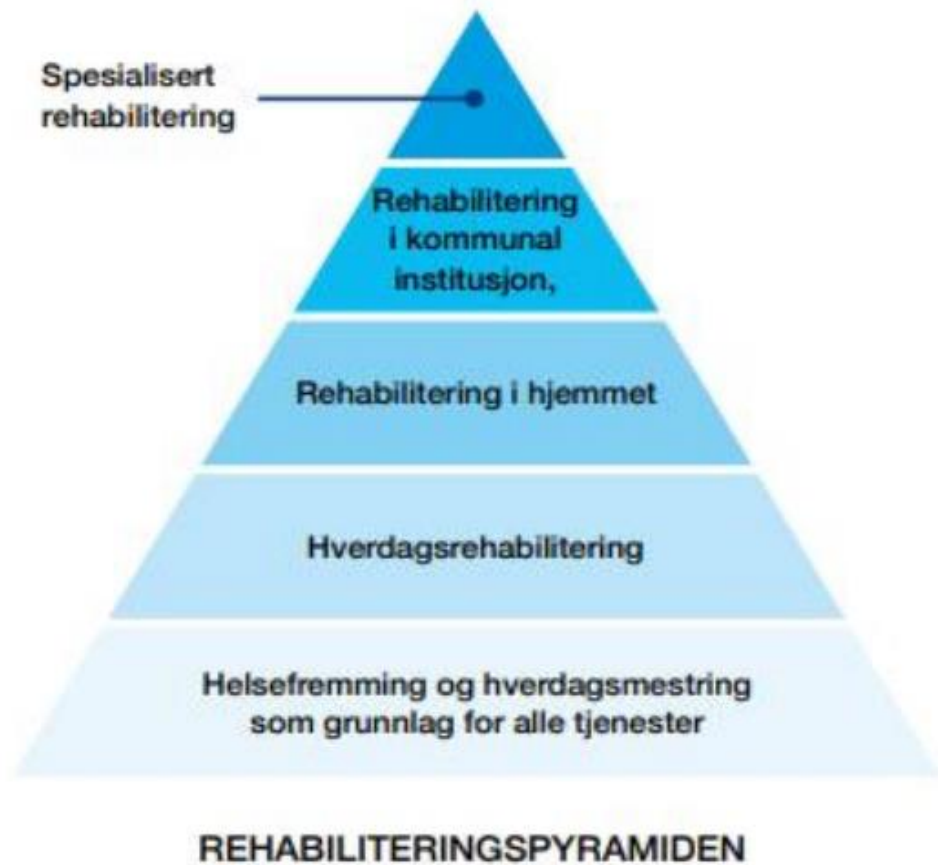 Spesialisert
rehabilitering
Rehabilitering
i kommunal
institusjon,
Rehabilitering i hjemmet
Hverdagsrehabilitering
Helsefremming og hverdagsmestring
som grunnlag for alle tjenester
REHABILITERINGSPYRAMIDEN